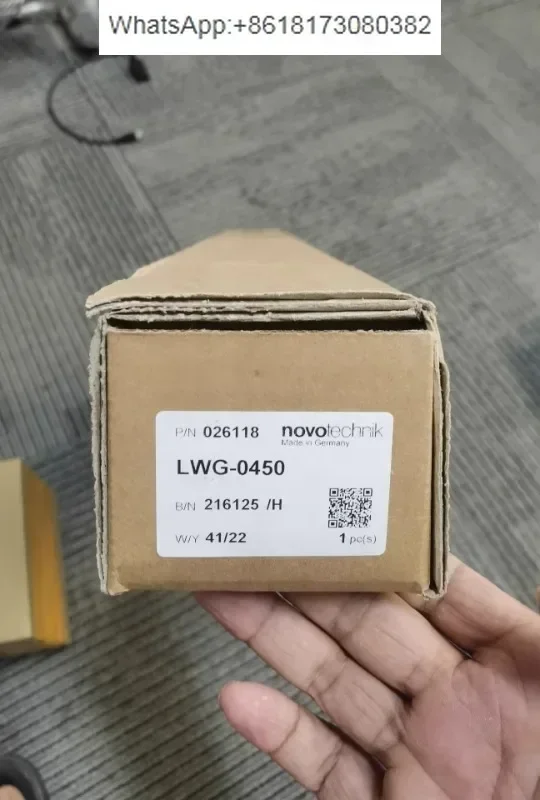 WhatsApp:+8618173080382
P/N 026118 novotechnik
Made in Germany
LWG-0450
B/N 216125 /H
W/Y 41/22 1 pc(s)